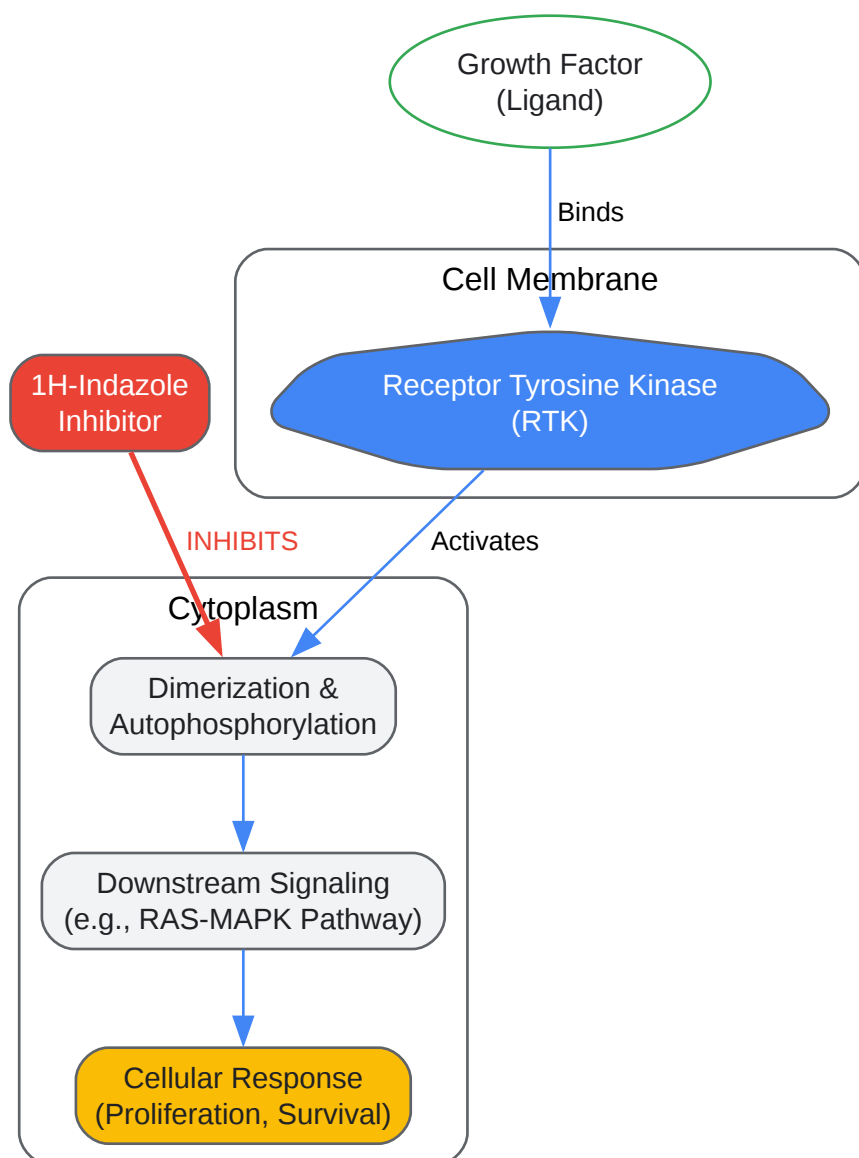 Growth Factor
(Ligand)
Binds
Cell Membrane
Receptor Tyrosine Kinase
(RTK)
1H-Indazole
Inhibitor
INHIBITS
Activates
Cytoplasm
Dimerization &
Autophosphorylation
Downstream Signaling
(e.g., RAS-MAPK Pathway)
Cellular Response
(Proliferation, Survival)